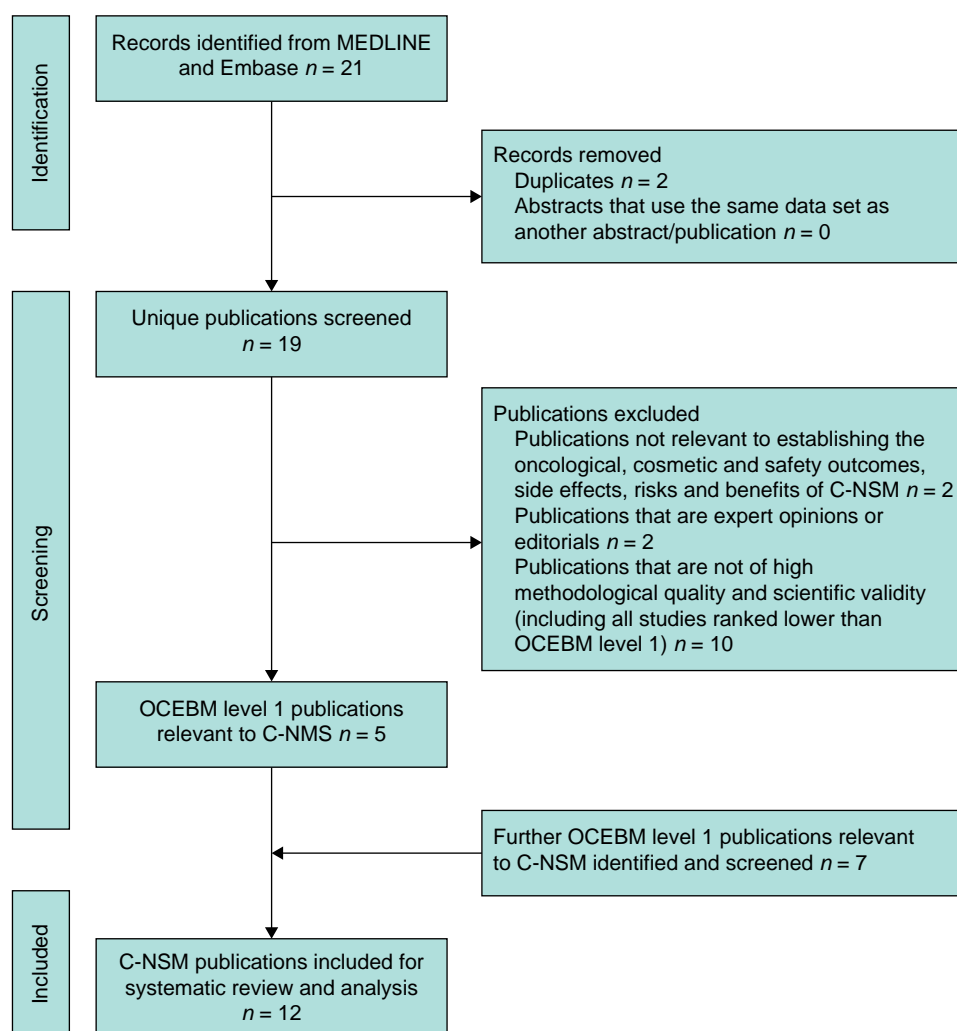 Identification
Records identified from MEDLINE
and Embase n = 21
Records removed
Duplicates n = 2
Abstracts that use the same data set as
another abstract/publication n = 0
Screening
Unique publications screened
n = 19
Publications excluded
Publications not relevant to establishing the
oncological, cosmetic and safety outcomes,
side effects, risks and benefits of C-NSM n = 2
Publications that are expert opinions or
editorials n = 2
Publications that are not of high
methodological quality and scientific validity
(including all studies ranked lower than
OCEBM level 1) n = 10
OCEBM level 1 publications
relevant to C-NMS n = 5
Further OCEBM level 1 publications relevant
to C-NSM identified and screened n = 7
Included
C-NSM publications included for
systematic review and analysis
n = 12